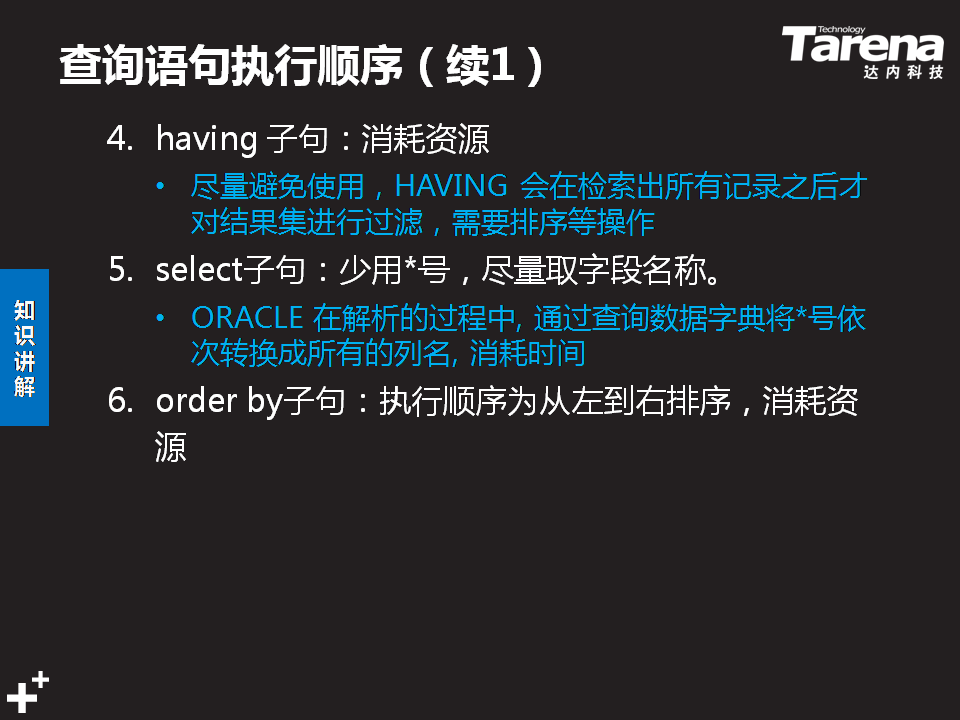 查询语句执行顺序（续1）
Technology
Tarena
达内科技
4. having 子句：消耗资源
• 尽量避免使用，HAVING 会在检索出所有记录之后才
对结果集进行过滤，需要排序等操作
5. select子句：少用*号，尽量取字段名称。
• ORACLE 在解析的过程中, 通过查询数据字典将*号依
次转换成所有的列名, 消耗时间
6. order by子句：执行顺序为从左到右排序，消耗资
源
知识讲解